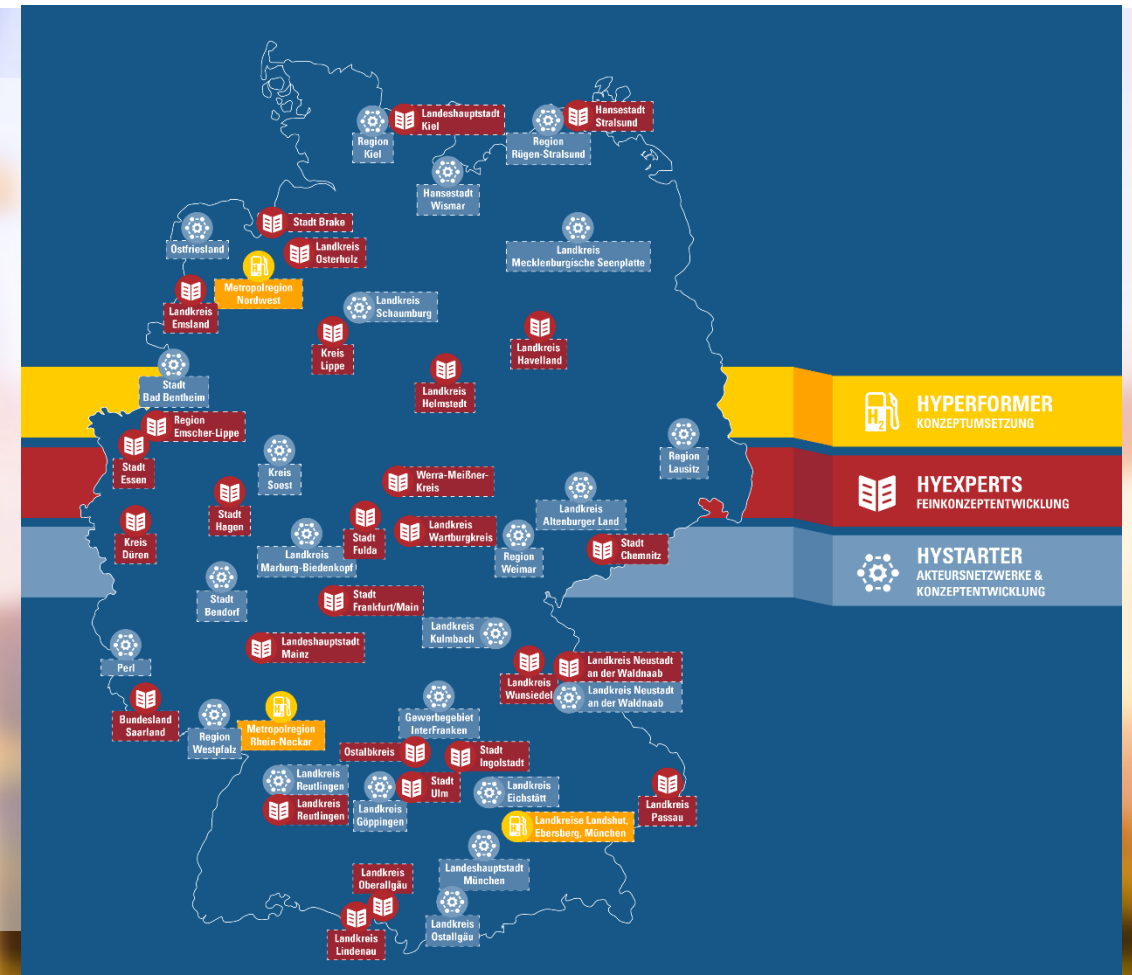 Landeshauptstadt
Kiel
Region
Kiel
Hansestadt
Stralsund
Region
Rügen-Stralsund
Hansestadt
Wismar
Stadt Brake
Ostfriesland
Landkreis
Osterholz
Landkreis
Mecklenburgische Seenplatte
Metropolregion
Nordwest
Landkreis
Emsland
Landkreis
Schaumburg
Kreis
Lippe
Landkreis
Havelland
Stadt
Bad Bentheim
Landkreis
Helmstedt
Region
Emscher-Lippe
Stadt
Essen
Kreis
Soest
Region
Lausitz
Werra-Meißner-
Kreis
Stadt
Hagen
Landkreis
Altenburger Land
Kreis
Düren
Stadt
Fulda
Landkreis
Wartburgkreis
Landkreis
Marburg-Biedenkopf
Region
Weimar
Stadt
Chemnitz
Stadt
Bendorf
Stadt
Frankfurt/Main
Landkreis
Kulmbach
Landeshauptstadt
Mainz
Perl
Landkreis
Wunsiedel
Landkreis Neustadt
an der Waldnaab
Landkreis Neustadt
an der Waldnaab
Bundesland
Saarland
Region
Westpfalz
Metropolregion
Rhein-Neckar
Gewerbegebiet
InterFranken
Ostalbkreis
Stadt
Ingolstadt
Landkreis
Reutlingen
Landkreis
Reutlingen
Landkreis
Göppingen
Stadt
Ulm
Landkreis
Eichstätt
Landkreis
Passau
Landkreise Landshut,
Ebersberg, München
Landeshauptstadt
München
Landkreis
Oberallgäu
Landkreis
Lindenau
Landkreis
Ostallgäu
H2
HYPERFORMER
KONZEPTUMSETZUNG
HYEXPERTS
FEINKONZEPTENTWICKLUNG
HYSTARTER
AKTEURSNETZWERKE &
KONZEPTENTWICKLUNG